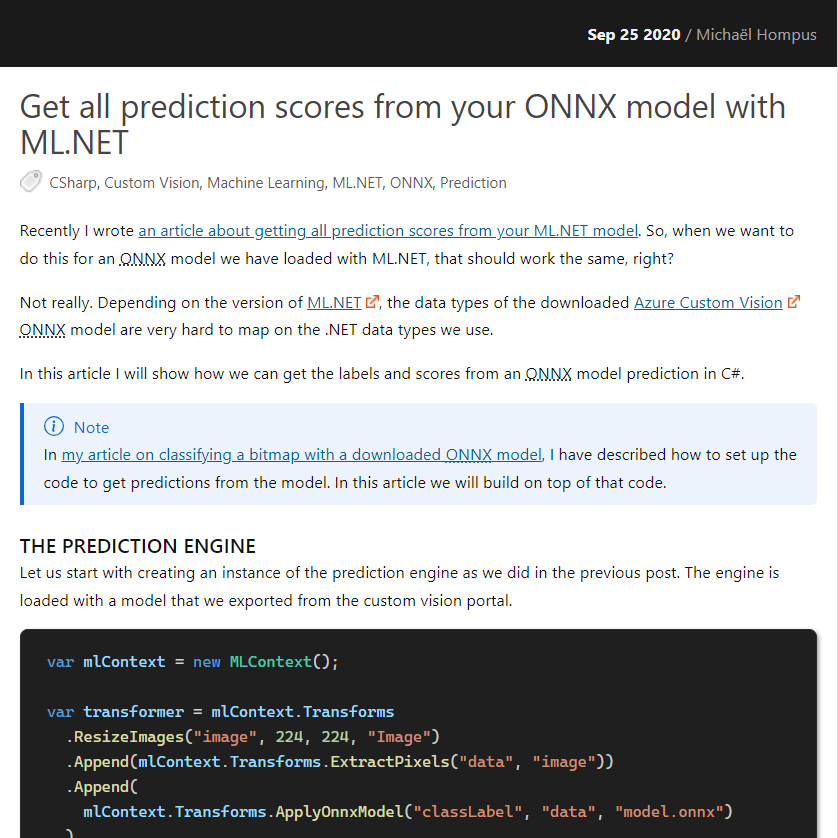 Sep 25 2020 / Michaël Hompus
Get all prediction scores from your ONNX model with
ML.NET
CSharp, Custom Vision, Machine Learning, ML.NET, ONNX, Prediction
Recently I wrote an article about getting all prediction scores from your ML.NET model. So, when we want to
do this for an ONNX model we have loaded with ML.NET, that should work the same, right?
Not really. Depending on the version of ML.NET, the data types of the downloaded Azure Custom Vision
ONNX model are very hard to map on the .NET data types we use.
In this article I will show how we can get the labels and scores from an ONNX model prediction in C#.
Note
In my article on classifying a bitmap with a downloaded ONNX model, I have described how to set up the
code to get predictions from the model. In this article we will build on top of that code.
THE PREDICTION ENGINE
Let us start with creating an instance of the prediction engine as we did in the previous post. The engine is
loaded with a model that we exported from the custom vision portal.
var mlContext = new MLContext();
var transformer = mlContext.Transforms
.ResizeImages("image", 224, 224, "Image")
.Append(mlContext.Transforms.ExtractPixels("data", "image"))
.Append(
mlContext.Transforms.ApplyOnnxModel("classLabel", "data", "model.onnx")
)